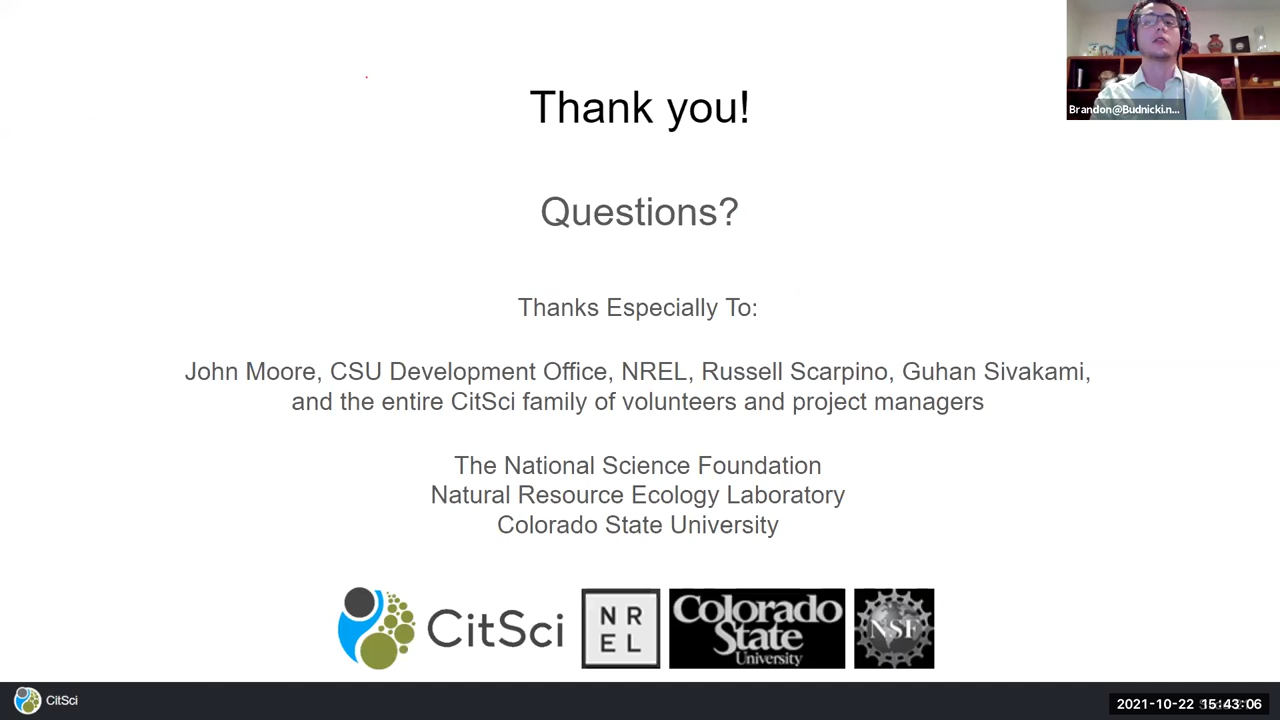 Thank you!
Brandon@Budnicki.n...
Questions?
Thanks Especially To:
John Moore, CSU Development Office, NREL, Russell Scarpino, Guhan Sivakami,
and the entire CitSci family of volunteers and project managers
The National Science Foundation
Natural Resource Ecology Laboratory
Colorado State University
CitSci
N R
E L
Colorado
State
University
NSF
CitSci
2021-10-22 15:43:06